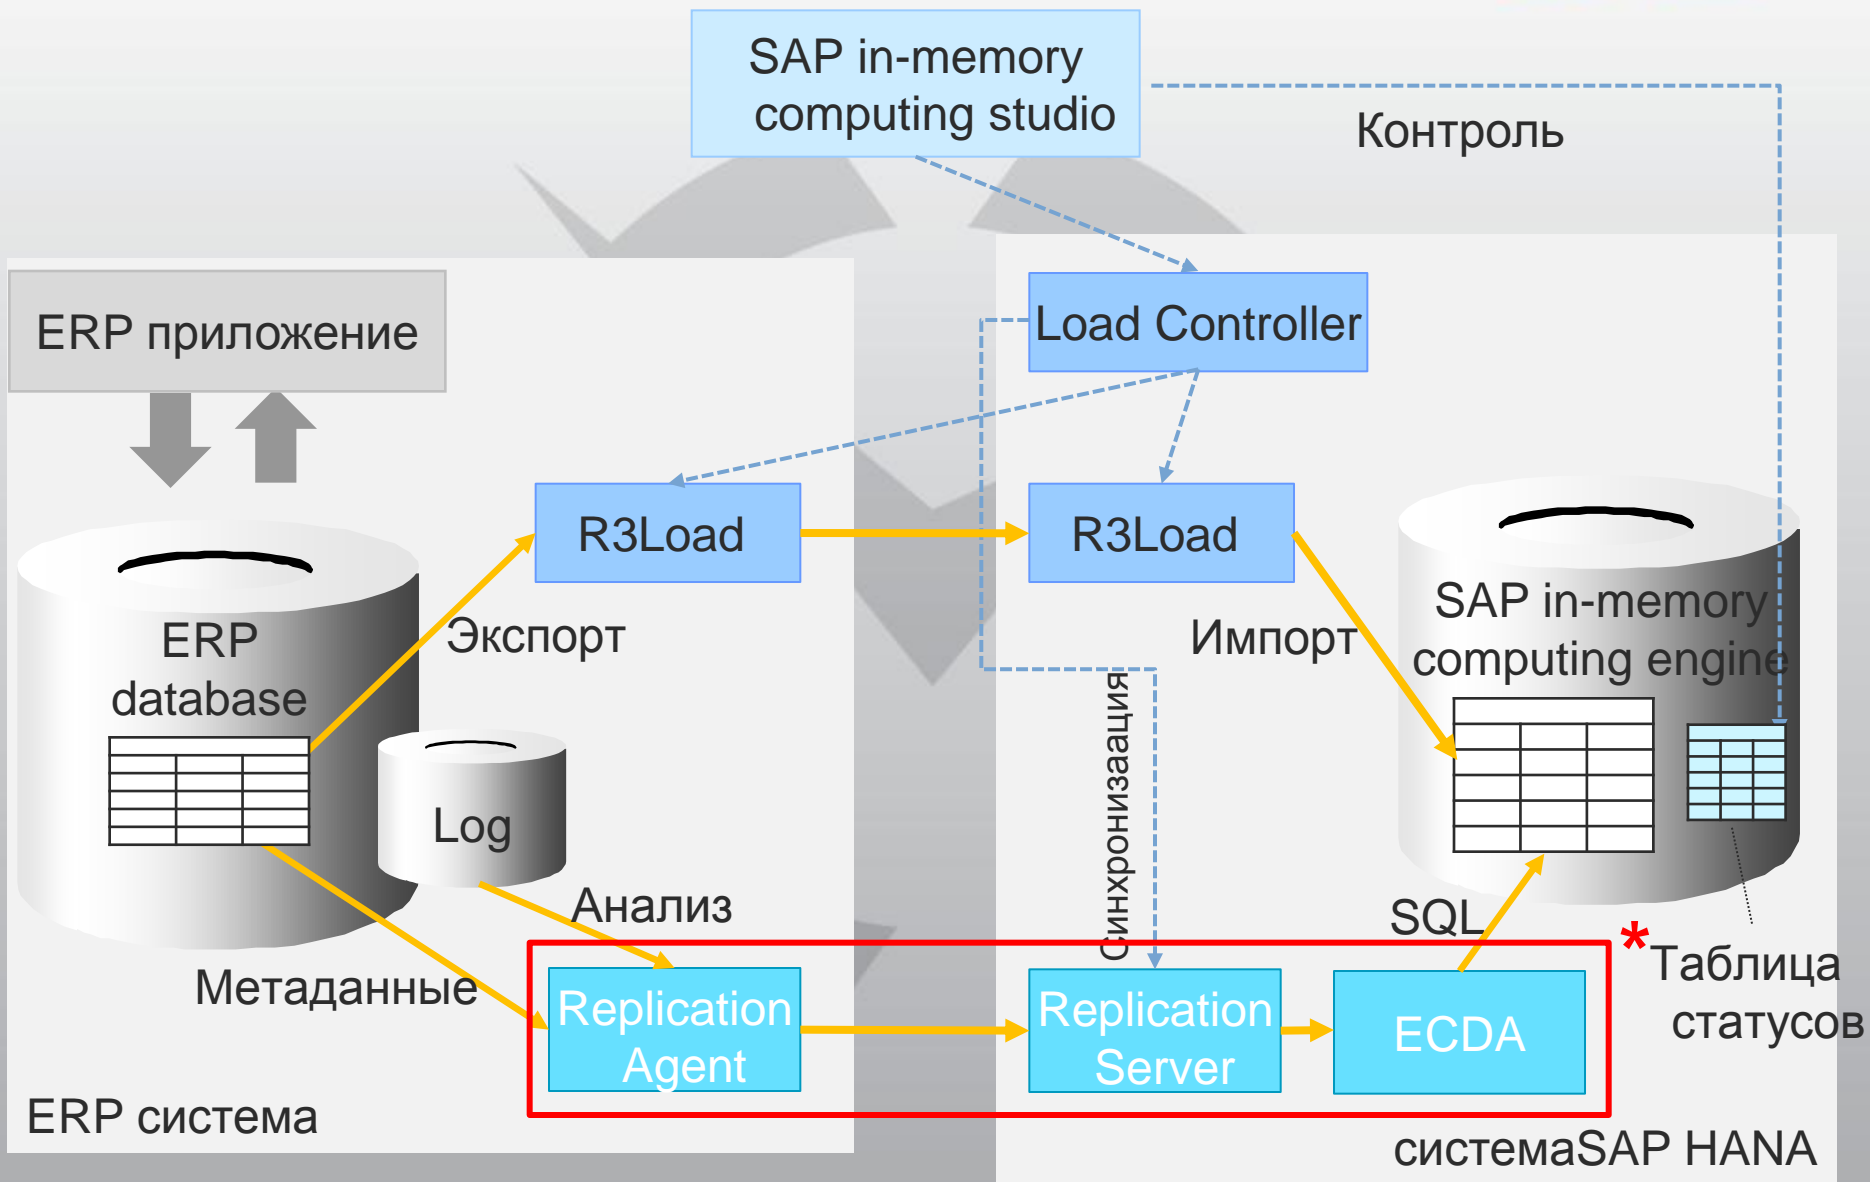 SAP in-memory
computing studio
Контроль
ERP приложение
Load Controller
R3Load
R3Load
ERP
database
Экспорт
Импорт
SAP in-memory
computing engine
Log
Синхронизаация
Анализ
SQL
*
Метаданные
Таблица
статусов
Replication
Agent
Replication
Server
ECDA
ERP система
системаSAP HANA